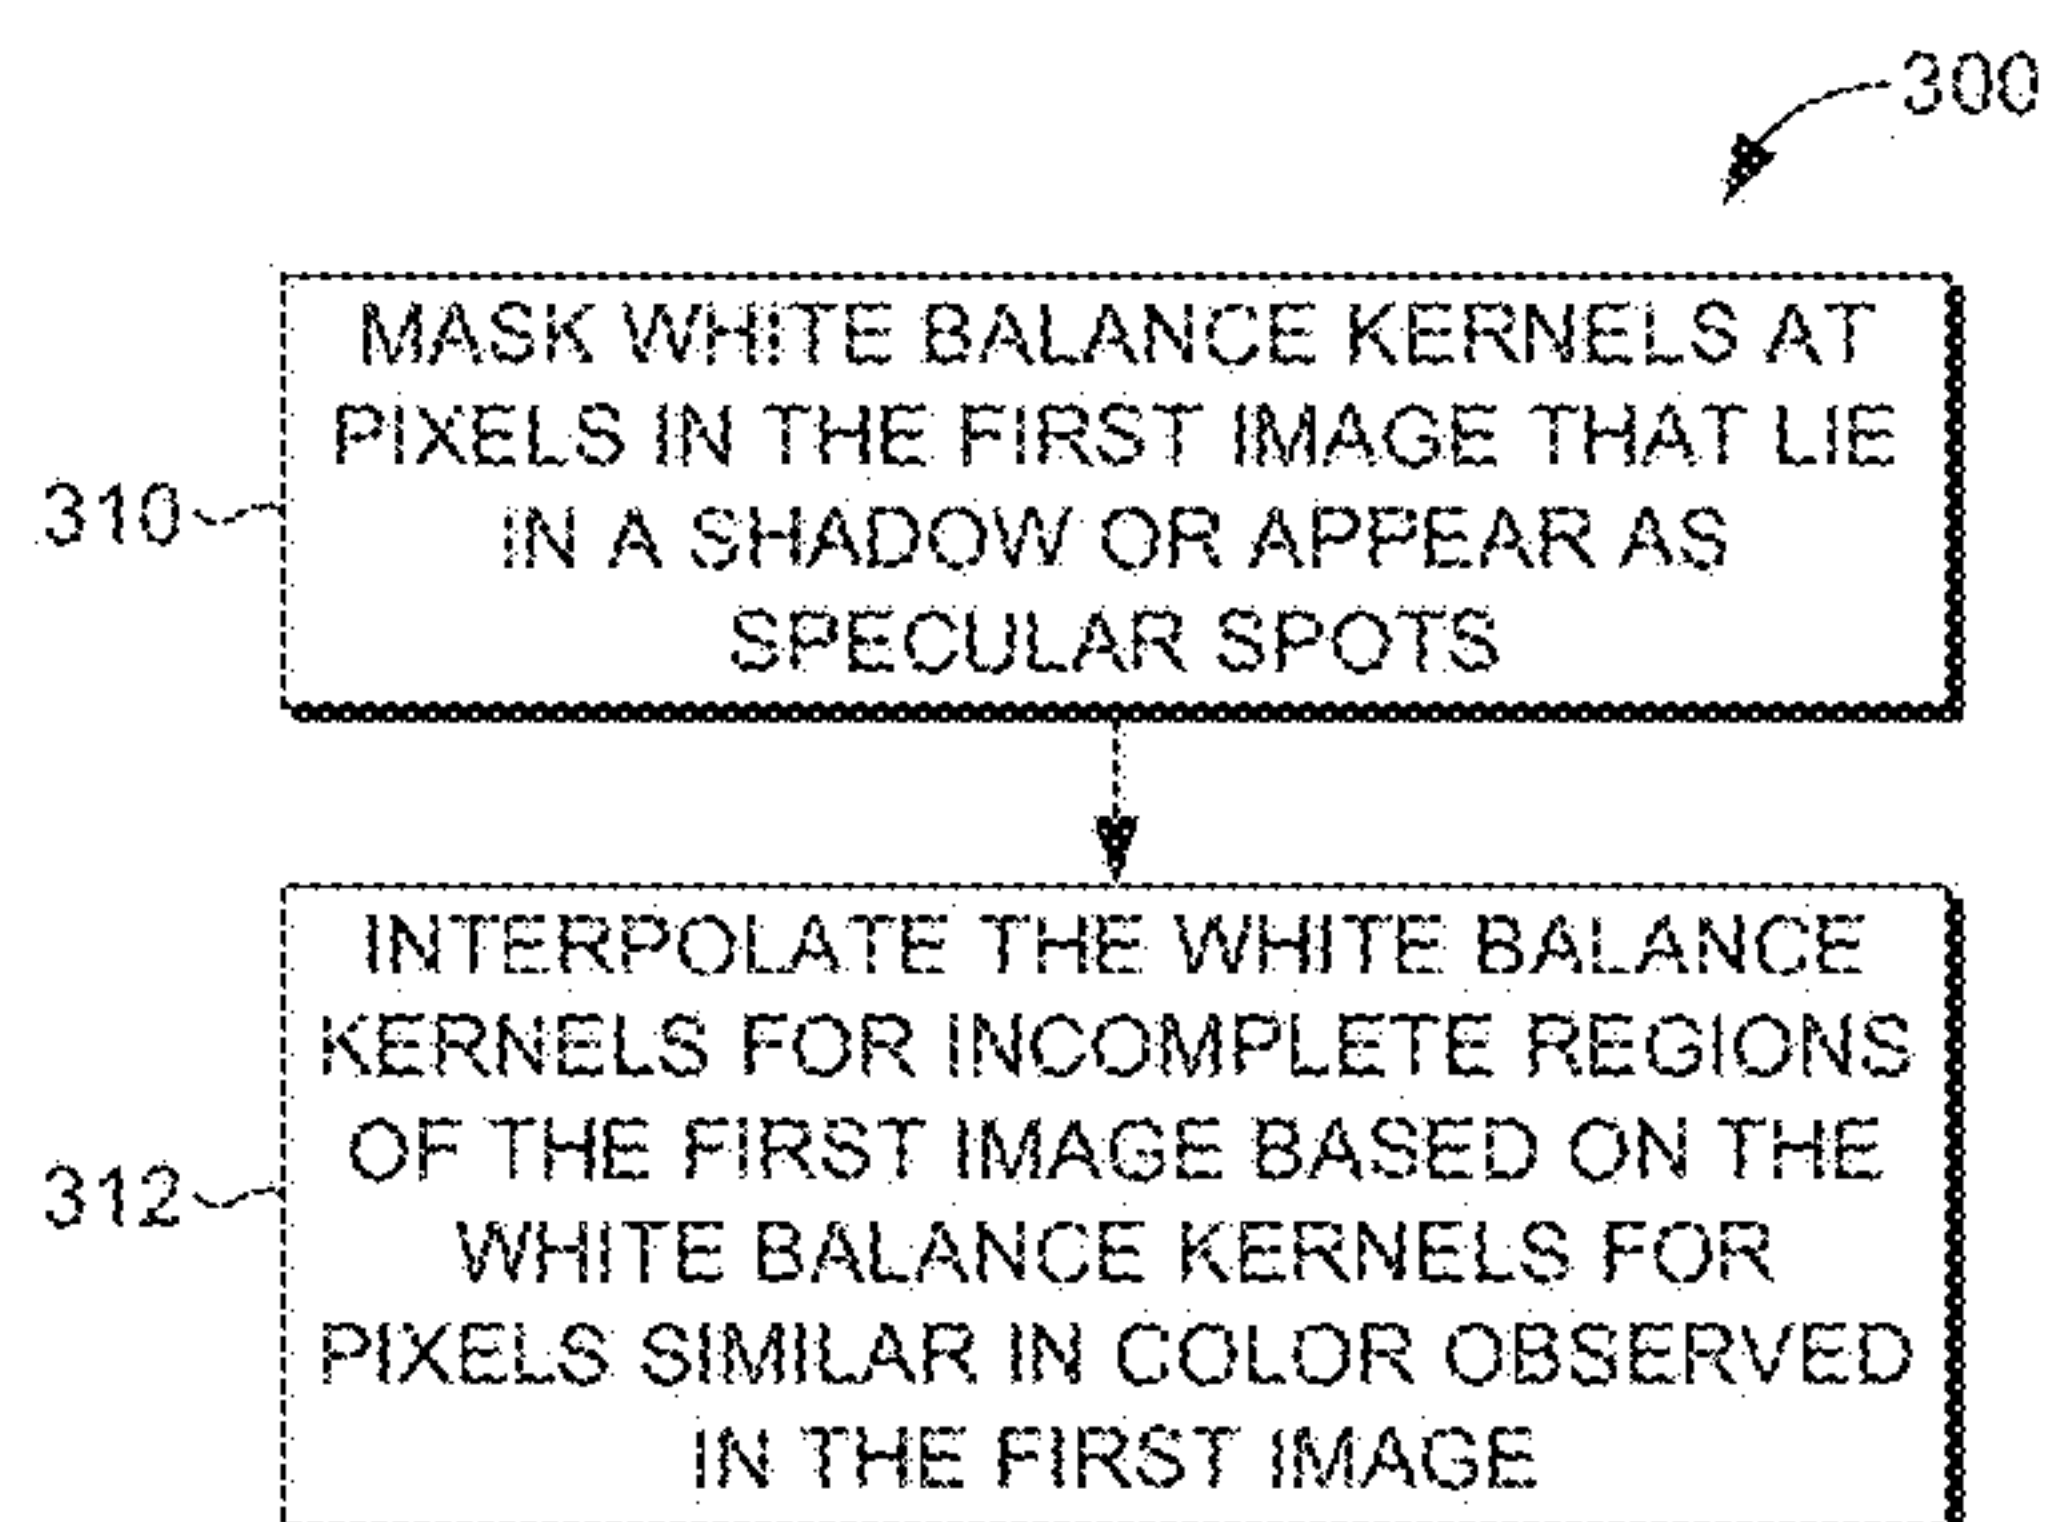 300
310
MASK WHITE BALANCE KERNELS AT
PIXELS IN THE FIRST IMAGE THAT LIE
IN A SHADOW OR APPEAR AS
SPECULAR SPOTS
312
INTERPOLATE THE WHITE BALANCE
KERNELS FOR INCOMPLETE REGIONS
OF THE FIRST IMAGE BASED ON THE
WHITE BALANCE KERNELS FOR
PIXELS SIMILAR IN COLOR OBSERVED
IN THE FIRST IMAGE